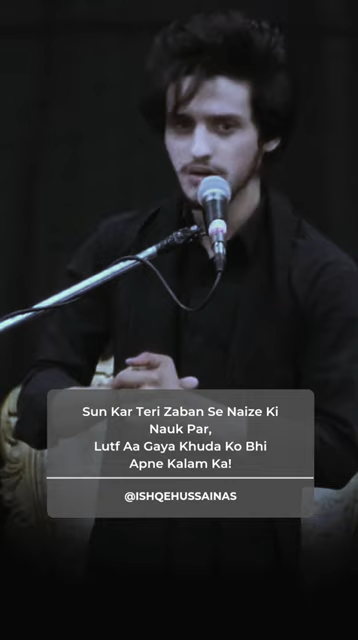 Sun Kar Teri Zaban Se Naize Ki
Nauk Par,
Lutf Aa Gaya Khuda Ko Bhi
Apne Kalam Ka!
@ISHQEHUSSAINAS